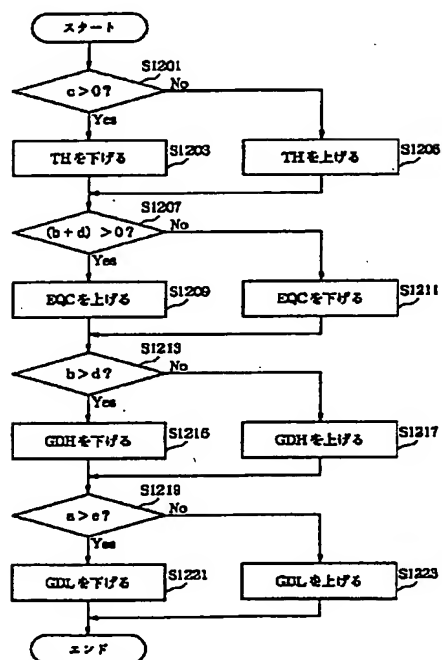 スタート
S1201
c>0?
No
Yes
S1203
THを下げる
S1205
THを上げる
S1207
(b+d)>0?
No
Yes
S1209
EQCを上げる
S1211
EQCを下げる
S1213
b>d?
No
Yes
S1215
GDHを下げる
S1217
GDHを上げる
S1219
a>e?
No
Yes
S1221
GDLを下げる
S1223
GDLを上げる
エンド